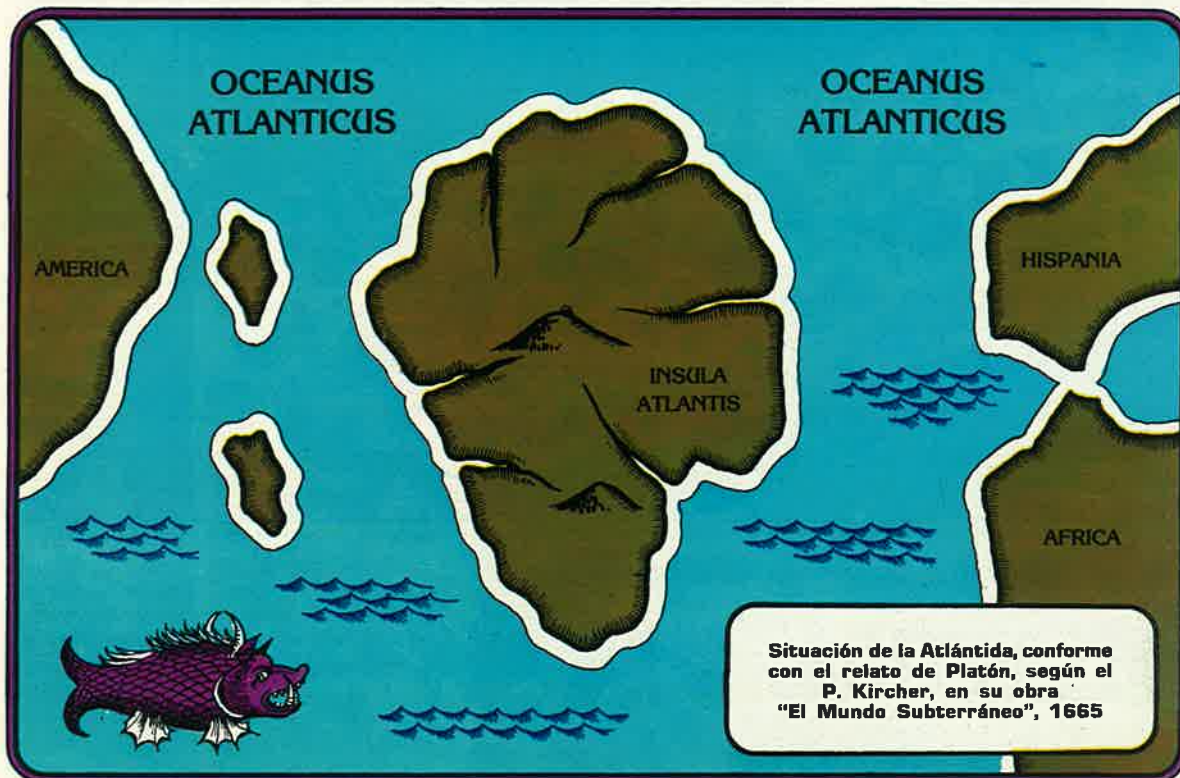 OCEANUS
ATLANTICUS
OCEANUS
ATLANTICUS
AMERICA
HISPANIA
INSULA
ATLANTIS
AFRICA
Situación de la Atlántida, conforme
con el relato de Platón, según el
P. Kircher, en su obra
"El Mundo Subterráneo", 1665